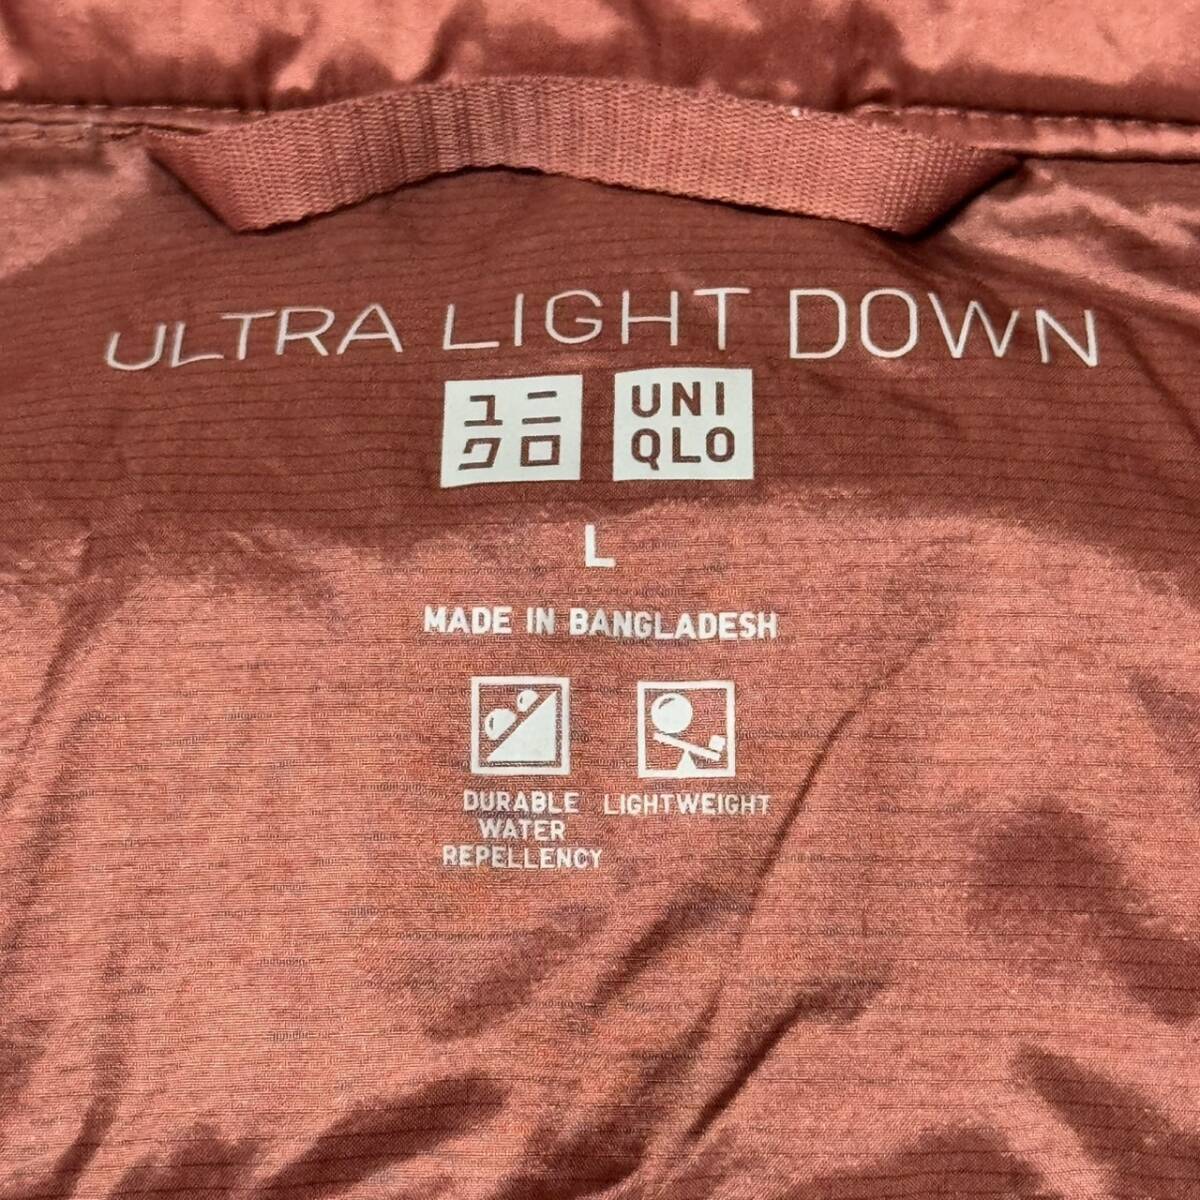 ULTRA LIGHT DOWN
ユニ
クロ
UNI
QLO
L
MADE IN BANGLADESH
DURABLE
WATER
REPELLENCY
LIGHTWEIGHT